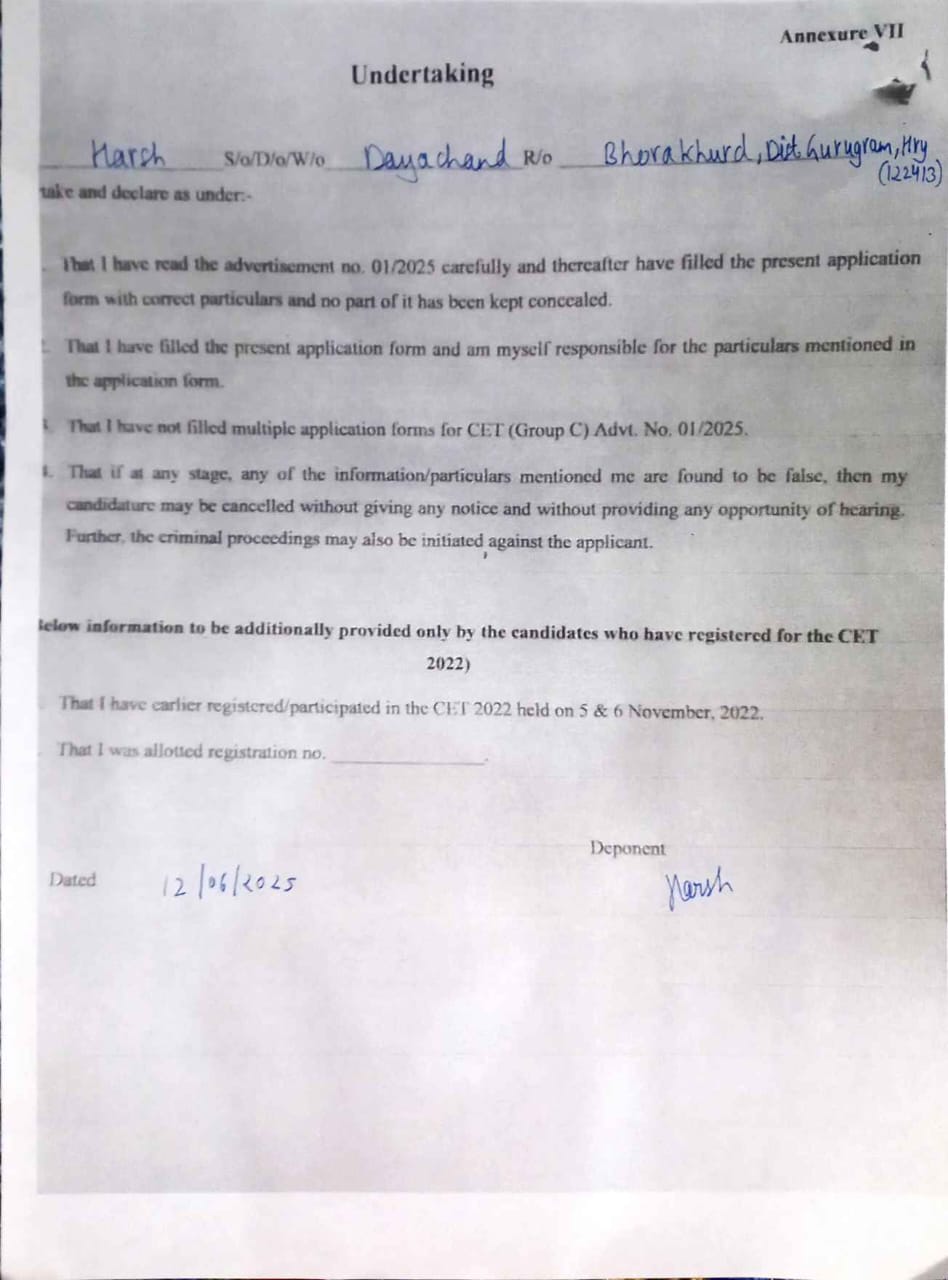 Annexure VII
Undertaking
Harsh S/o/D/o/W/o Dayachand R/o Bhorakhurd, Dist Gurugram, Hry
(122413)
take and declare as under:-
That I have read the advertisement no. 01/2025 carefully and thereafter have filled the present application
form with correct particulars and no part of it has been kept concealed.
That I have filled the present application form and am myself responsible for the particulars mentioned in
the application form.
That I have not filled multiple application forms for CET (Group C) Advt. No. 01/2025.
That if at any stage, any of the information/particulars mentioned me are found to be false, then my
candidature may be cancelled without giving any notice and without providing any opportunity of hearing.
Further, the criminal proceedings may also be initiated against the applicant.
Below information to be additionally provided only by the candidates who have registered for the CET
2022)
That I have earlier registered/participated in the CET 2022 held on 5 & 6 November, 2022.
That I was allotted registration no. ________________.
Deponent
Dated 12/06/2025
Harsh